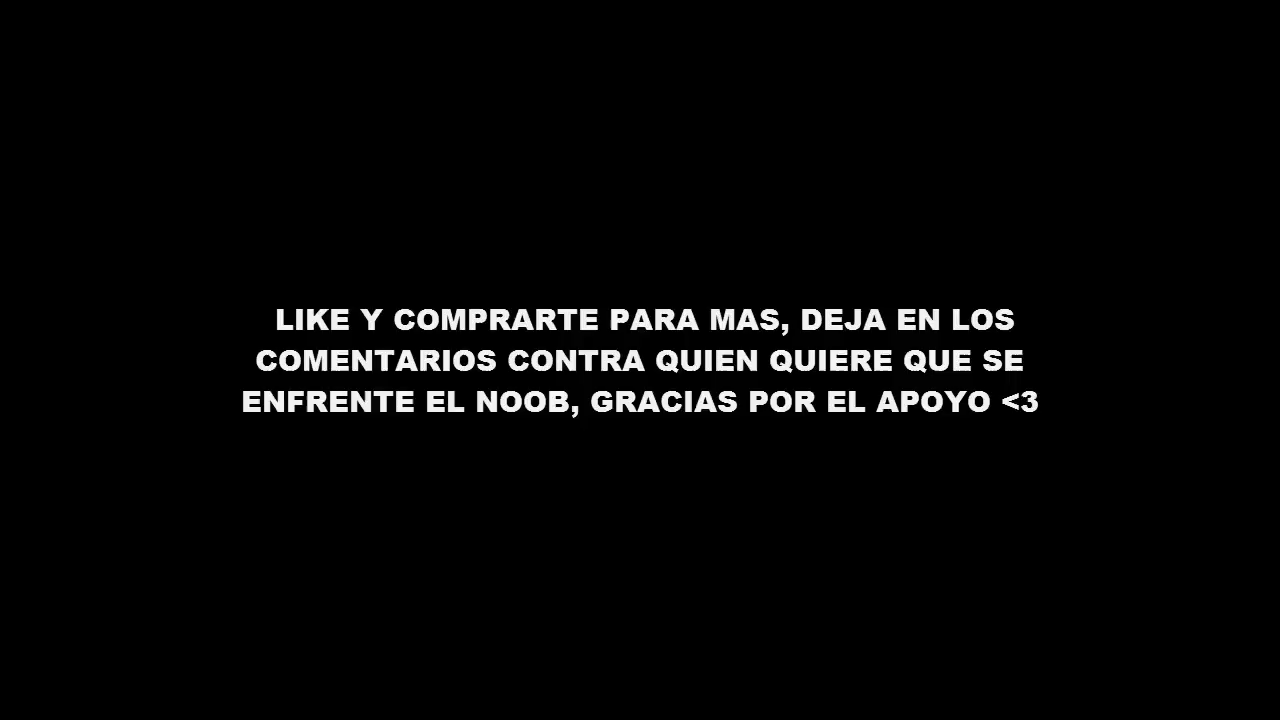 LIKE Y COMPRARTE PARA MAS, DEJA EN LOS
COMENTARIOS CONTRA QUIEN QUIERE QUE SE
ENFRENTE EL NOOB, GRACIAS POR EL APOYO <3